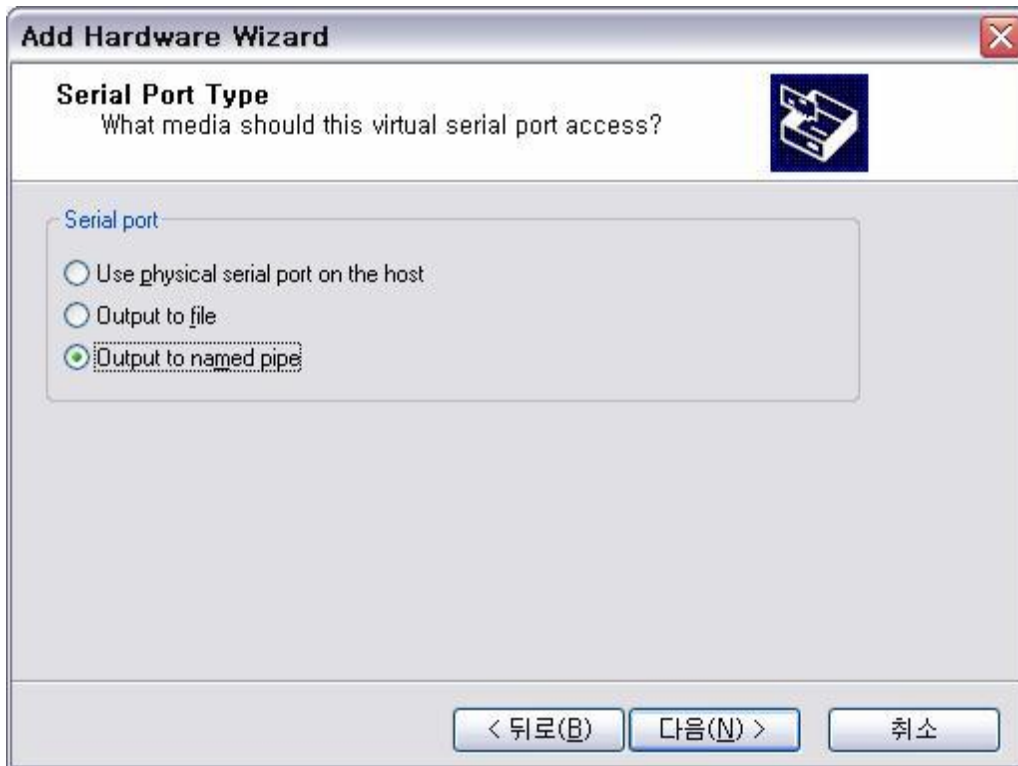 Add Hardware Wizard
Serial Port Type
What media should this virtual serial port access?
Serial port
Use physical serial port on the host
Output to file
Output to named pipe
< 뒤로(B) 다음(N) > 취소